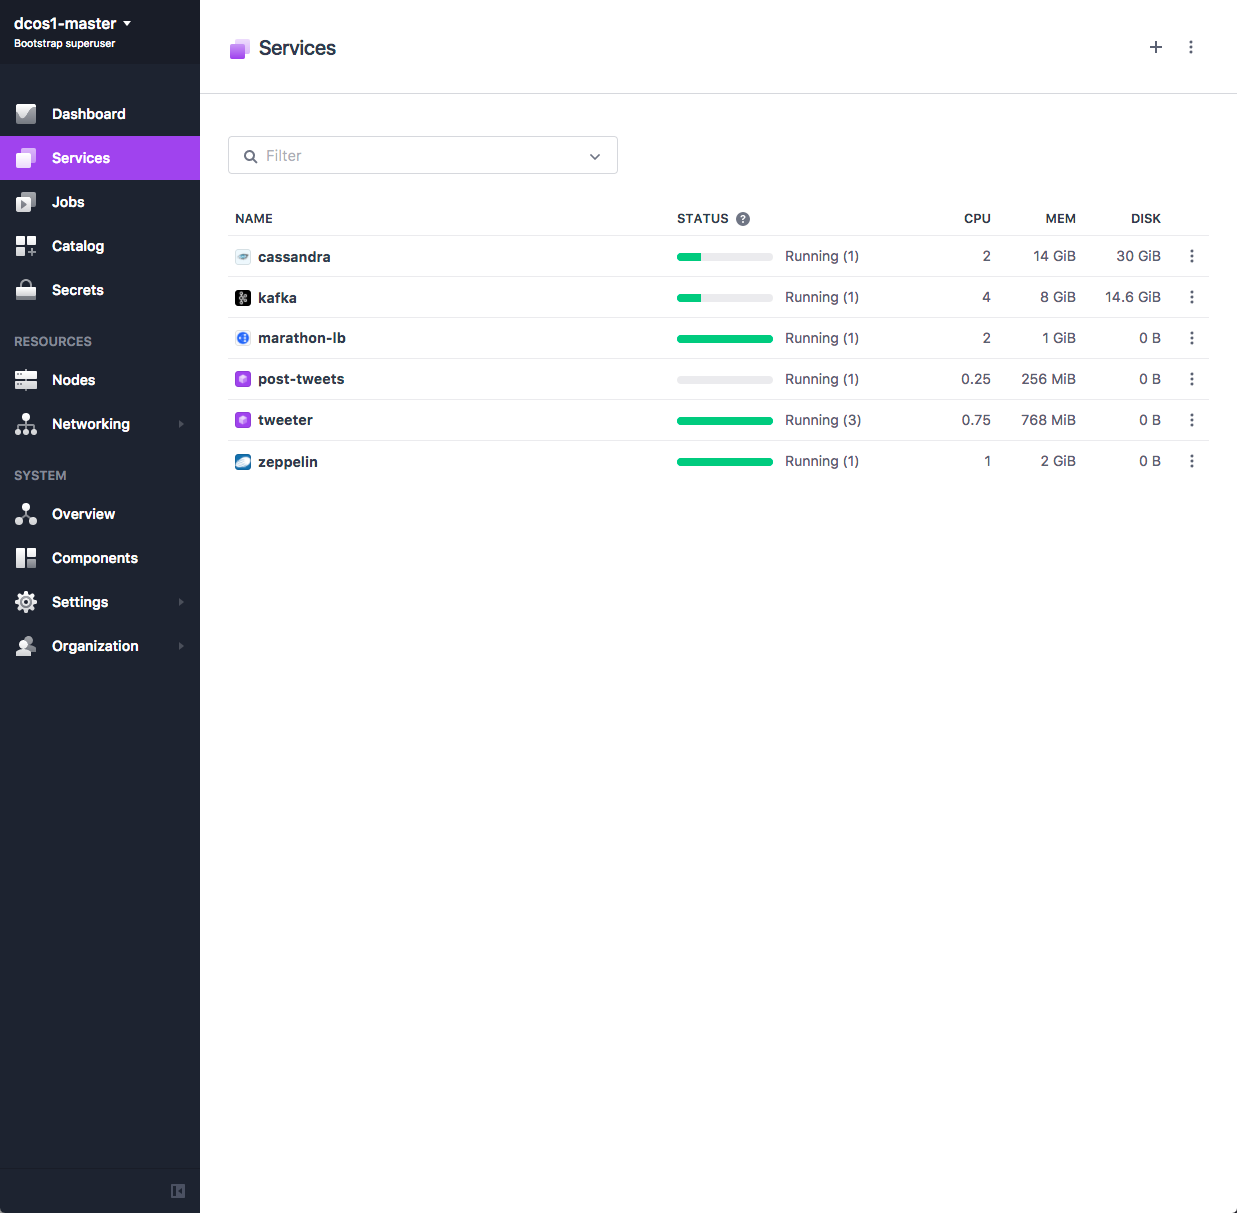 dcos1-master
Bootstrap superuser
Dashboard
Services
Jobs
Catalog
Secrets
RESOURCES
Nodes
Networking
SYSTEM
Overview
Components
Settings
Organization
Services
Filter
NAME STATUS ? CPU MEM DISK
cassandra Running (1) 2 14 GiB 30 GiB
kafka Running (1) 4 8 GiB 14.6 GiB
marathon-lb Running (1) 2 1 GiB 0 B
post-tweets Running (1) 0.25 256 MiB 0 B
tweeter Running (3) 0.75 768 MiB 0 B
zeppelin Running (1) 1 2 GiB 0 B